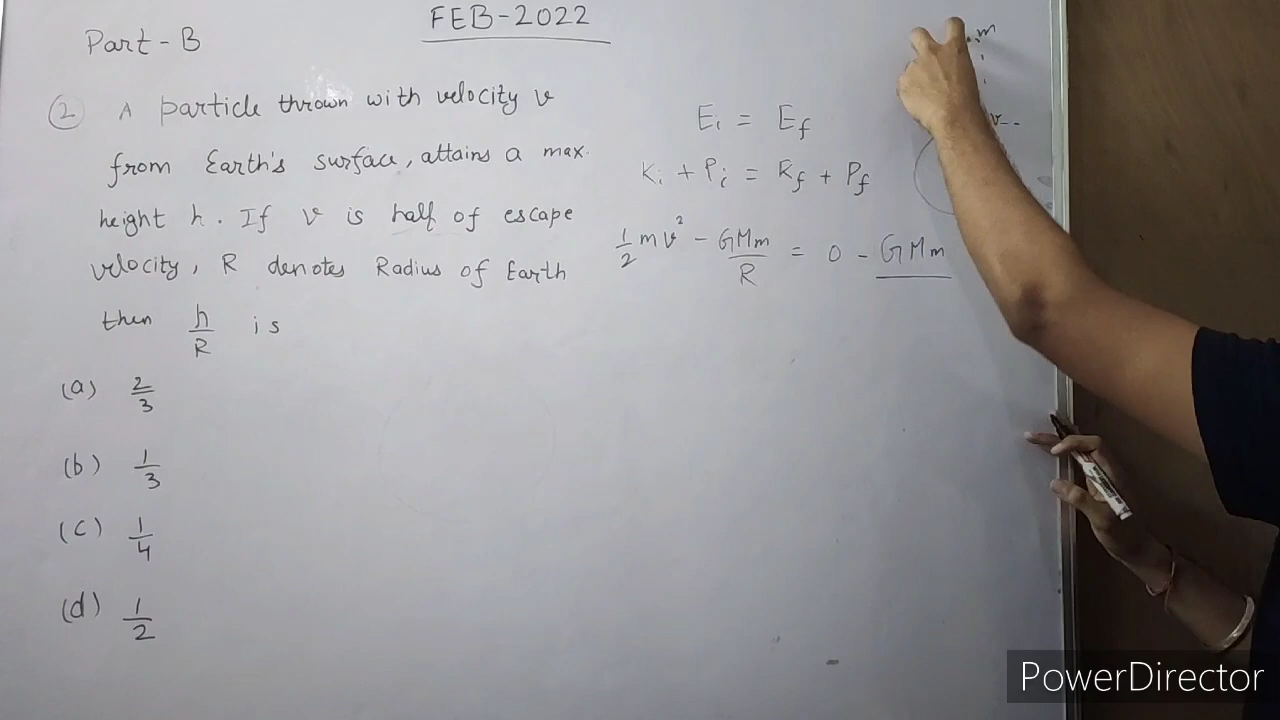 FEB-2022
Part-B
(2) A particle thrown with velocity v
from Earth's surface, attains a max.
height h. If v is half of escape
velocity, R denotes Radius of Earth
then h/R is
(a) 2/3
(b) 1/3
(c) 1/4
(d) 1/2
m
v
Ei = Ef
Ki + Pi = Kf + Pf
1/2 mv² - GMm/R = 0 - GMm
PowerDirector